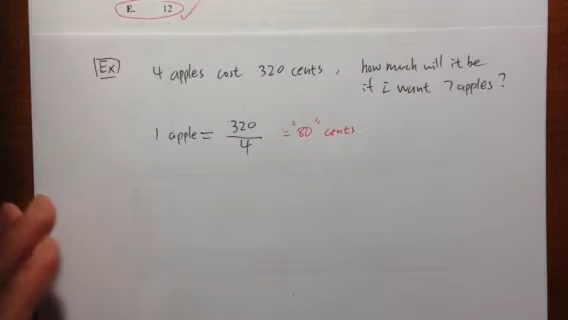 E. 12
Ex 4 apples cost 320 cents, how much will it be
if I want 7 apples?
1 apple = 320/4 = "80" cents